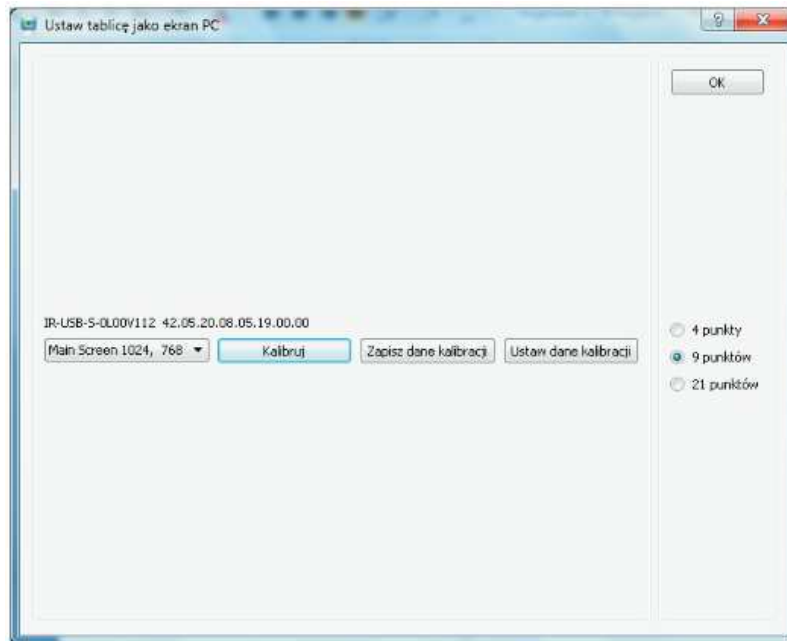 Ustaw tablicę jako ekran PC
OK
IR-USB-S-0L00V112 42.05.20.08.05.19.00.00
Main Screen 1024, 768 Kalibruj Zapisz dane kalibracji Ustaw dane kalibracji
4 punkty
9 punktów
21 punktów